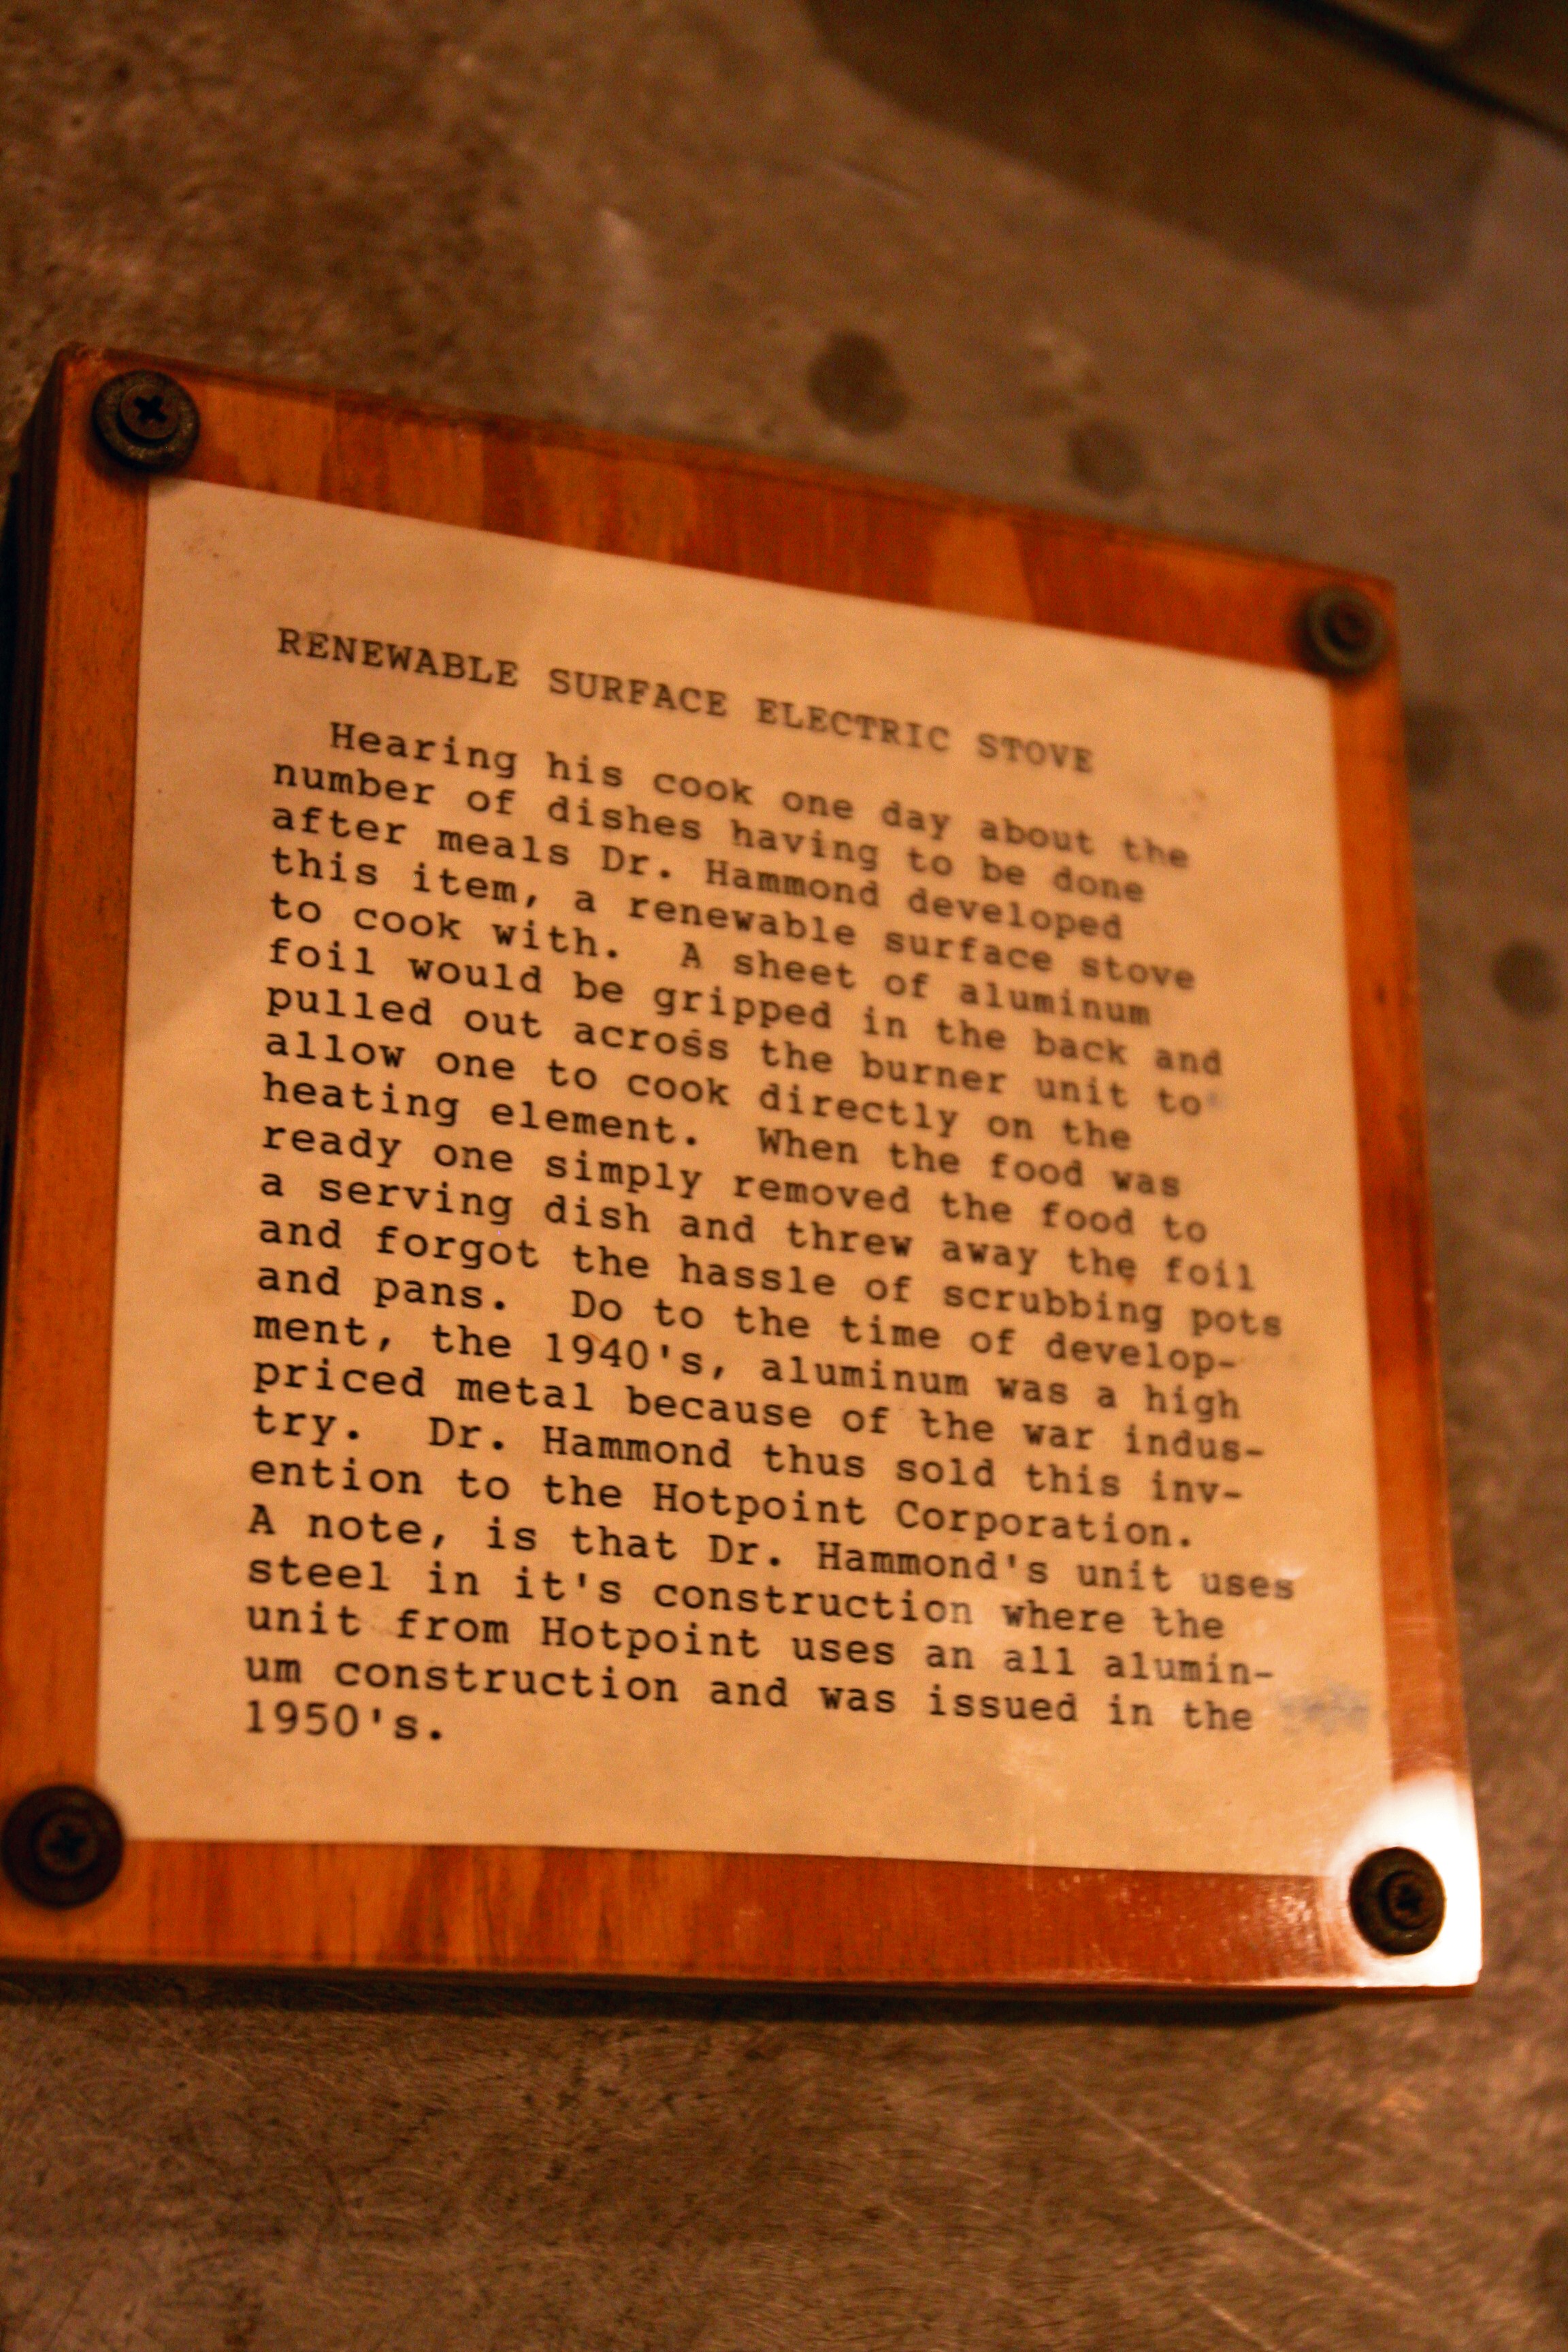 RENEWABLE SURFACE ELECTRIC STOVE
Hearing his cook one day about the
number of dishes having to be done
after meals Dr. Hammond developed
this item, a renewable surface stove
to cook with. A sheet of aluminum
foil would be gripped in the back and
pulled out across the burner unit to
allow one to cook directly on the
heating element. When the food was
ready one simply removed the food to
a serving dish and threw away the foil
and forgot the hassle of scrubbing pots
and pans. Do to the time of develop-
ment, the 1940's, aluminum was a high
priced metal because of the war indus-
try. Dr. Hammond thus sold this inv-
ention to the Hotpoint Corporation.
A note, is that Dr. Hammond's unit uses
steel in it's construction where the
unit from Hotpoint uses an all alumin-
um construction and was issued in the
1950's.